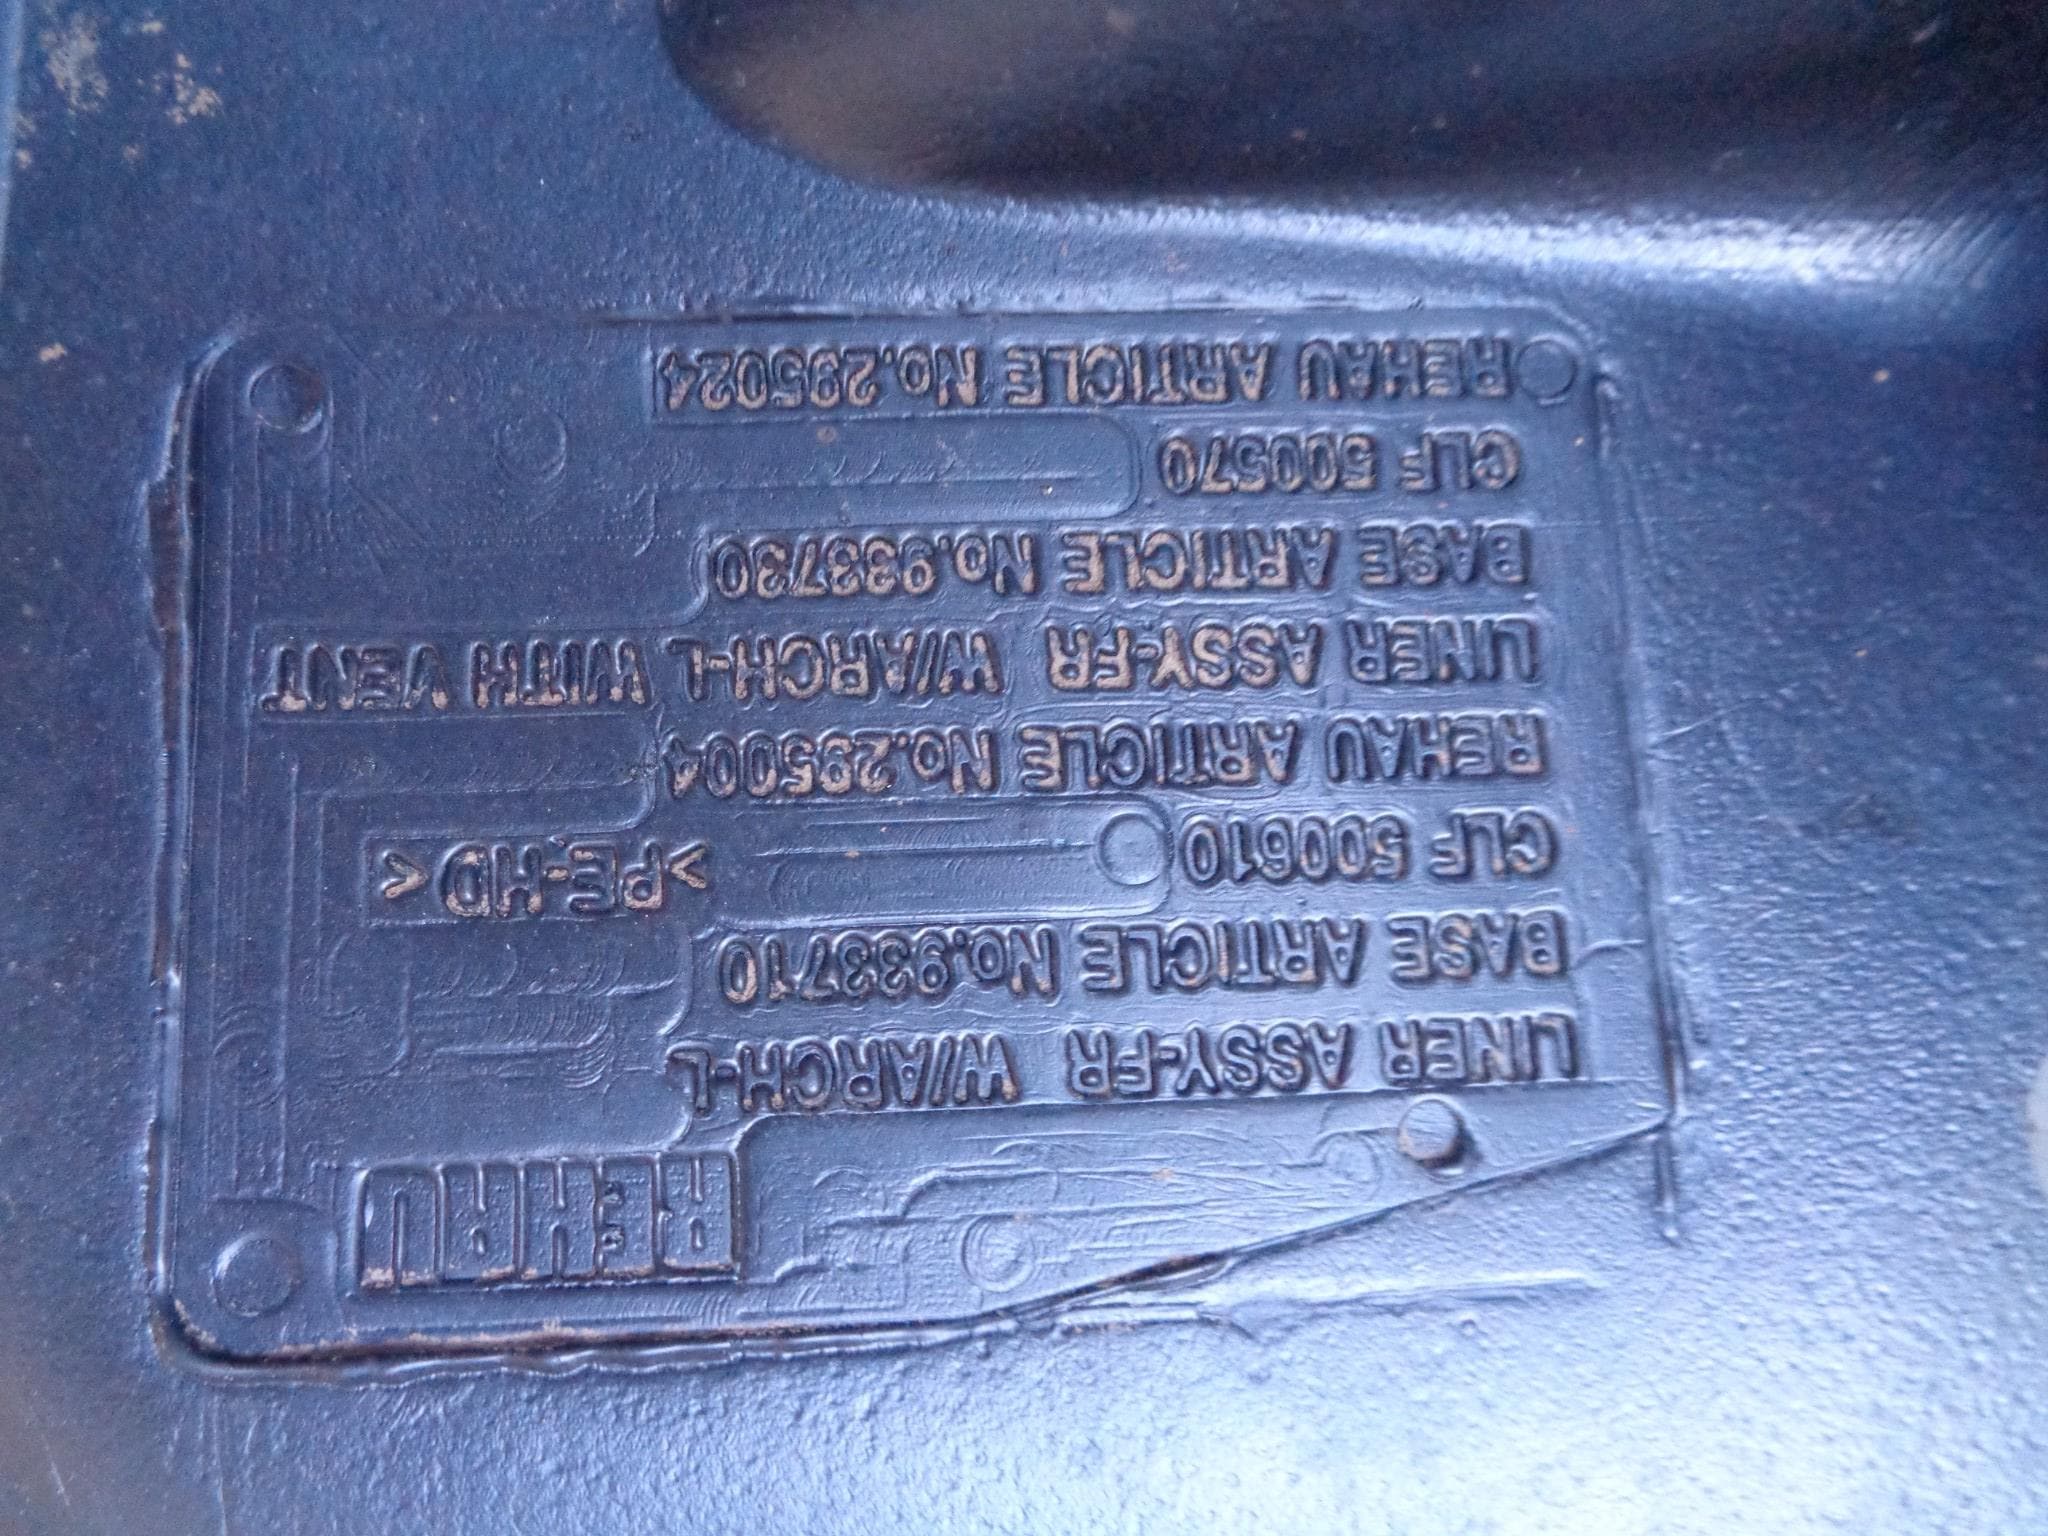 REHAU
LINER ASSY-FR W/ARCH-L
BASE ARTICLE No.933710
CLF 500610 >PE-HD<
REHAU ARTICLE No.295004
LINER ASSY-FR W/ARCH-L WITH VENT
BASE ARTICLE No.933730
CLF 500570
REHAU ARTICLE No.295024